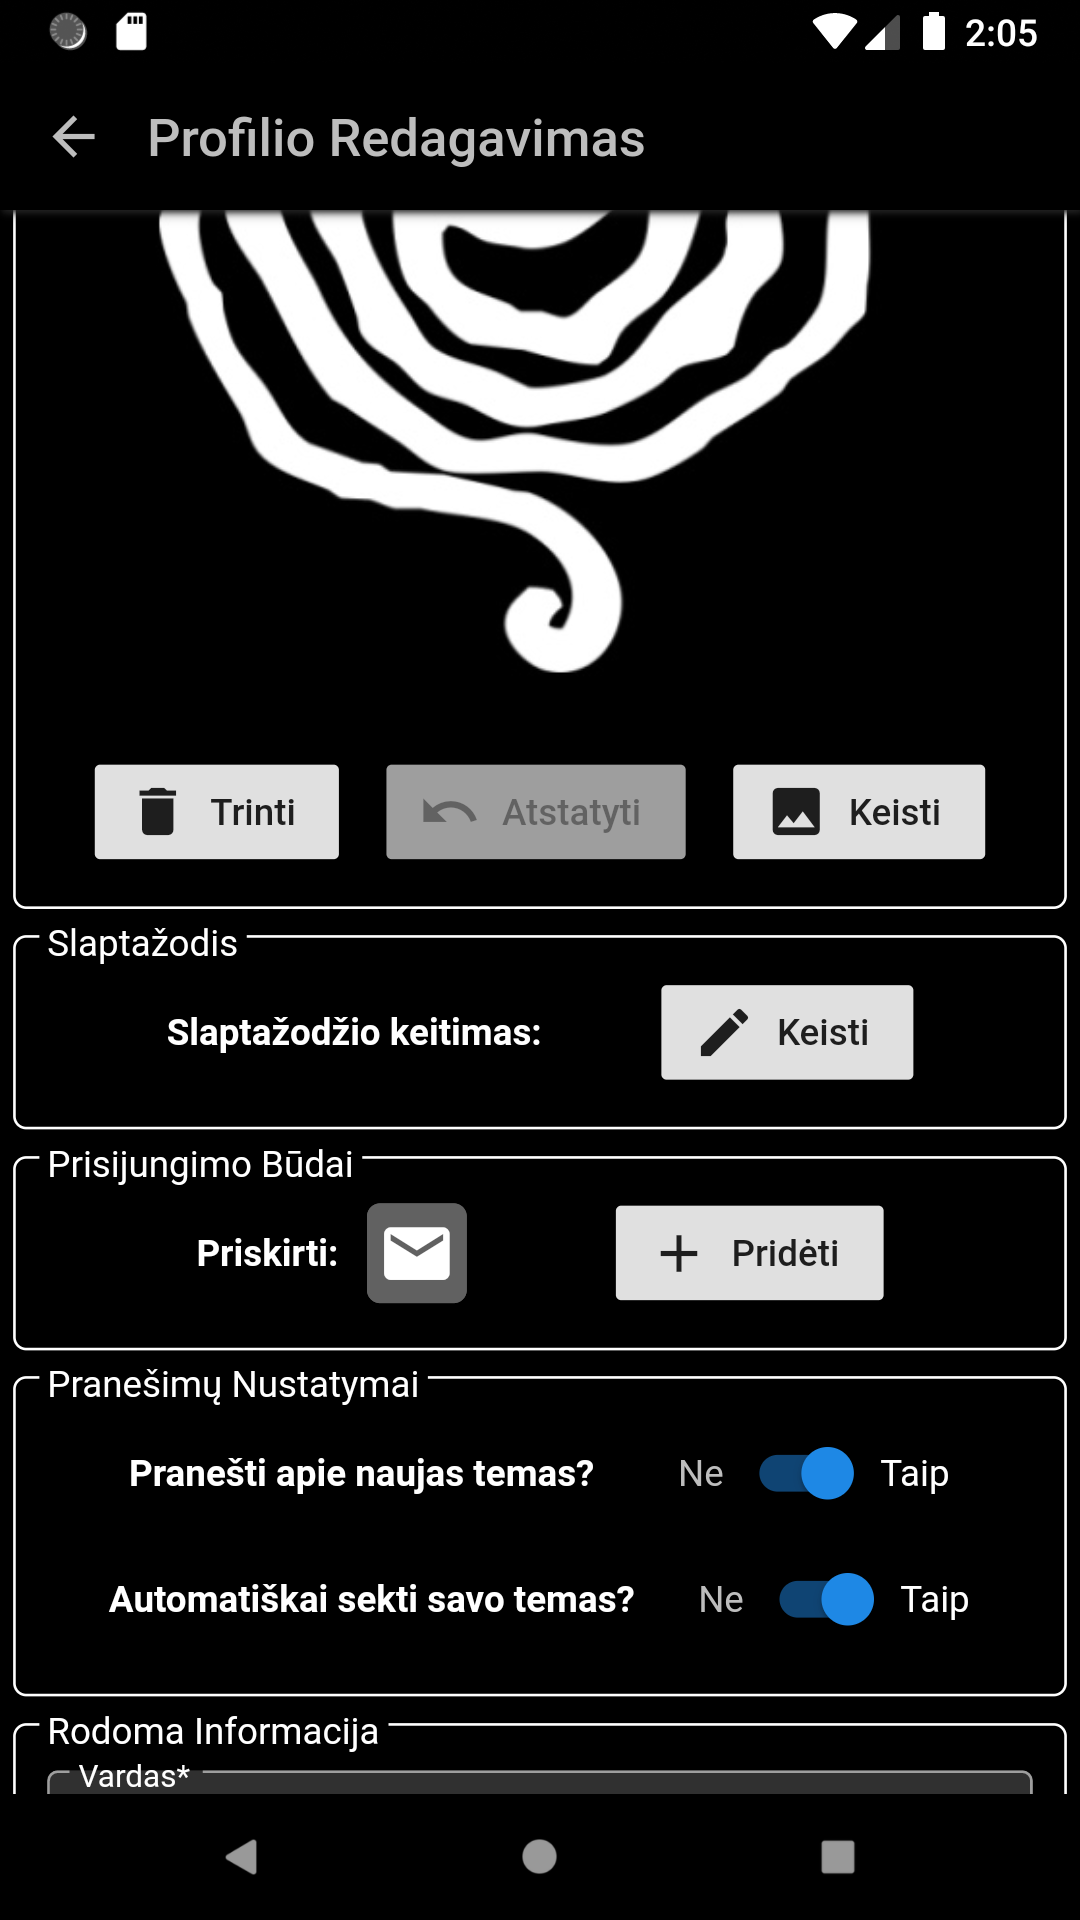 2:05
Profilio Redagavimas
Trinti
Atstatyti
Keisti
Slaptažodis
Slaptažodžio keitimas:
Keisti
Prisijungimo Būdai
Priskirti:
Pridėti
Pranešimų Nustatymai
Pranešti apie naujas temas? Ne Taip
Automatiškai sekti savo temas? Ne Taip
Rodoma Informacija
Vardas*